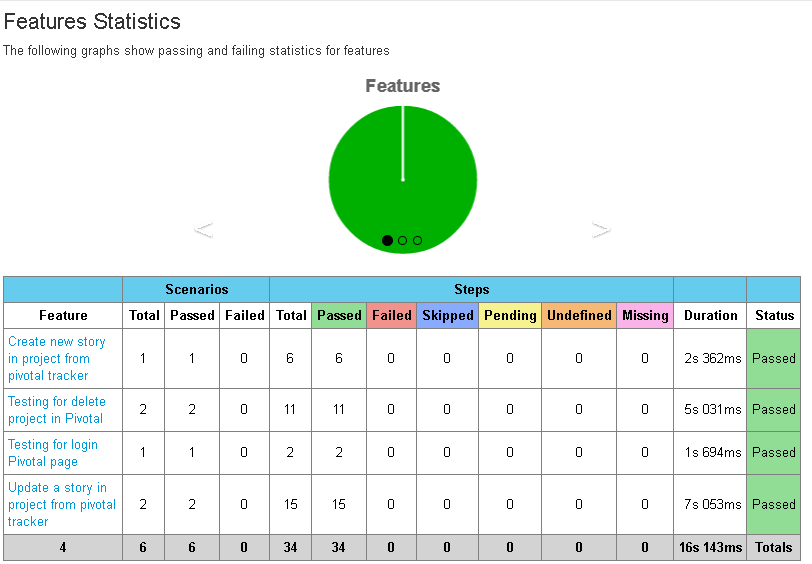 Features Statistics
The following graphs show passing and failing statistics for features
Features
< >
Scenarios Steps
Feature Total Passed Failed Total Passed Failed Skipped Pending Undefined Missing Duration Status
Create new story
in project from
pivotal tracker
1 1 0 6 6 0 0 0 0 0 2s 362ms Passed
Testing for delete
project in Pivotal
2 2 0 11 11 0 0 0 0 0 5s 031ms Passed
Testing for login
Pivotal page
1 1 0 2 2 0 0 0 0 0 1s 694ms Passed
Update a story in
project from pivotal
tracker
2 2 0 15 15 0 0 0 0 0 7s 053ms Passed
4 6 6 0 34 34 0 0 0 0 0 16s 143ms Totals